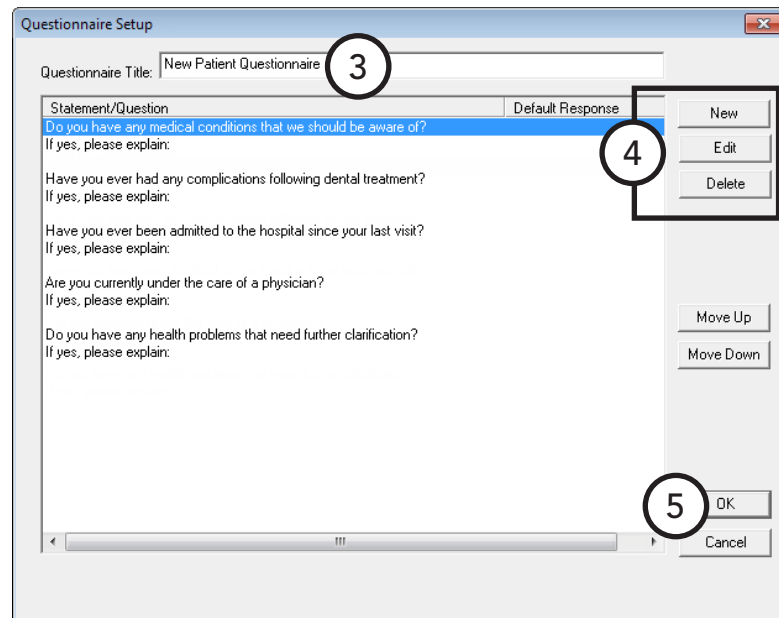 Questionnaire Setup
Questionnaire Title: New Patient Questionnaire
3
Statement/Question Default Response
Do you have any medical conditions that we should be aware of?
If yes, please explain:
Have you ever had any complications following dental treatment?
If yes, please explain:
Have you ever been admitted to the hospital since your last visit?
If yes, please explain:
Are you currently under the care of a physician?
If yes, please explain:
Do you have any health problems that need further clarification?
If yes, please explain:
4
New
Edit
Delete
Move Up
Move Down
5
OK
Cancel